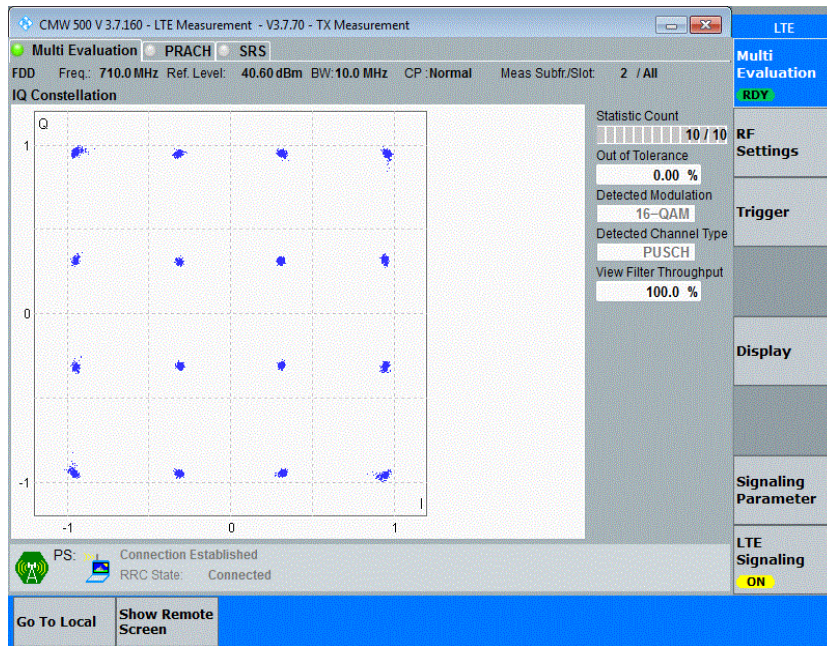 CMW 500 V 3.7.160 - LTE Measurement - V3.7.70 - TX Measurement
LTE
Multi Evaluation PRACH SRS
FDD Freq.: 710.0 MHz Ref. Level: 40.60 dBm BW: 10.0 MHz CP :Normal Meas Subfr./Slot: 2 / All
IQ Constellation
Q
1
0
-1
I
-1 0 1
Statistic Count
10 / 10
Out of Tolerance
0.00 %
Detected Modulation
16-QAM
Detected Channel Type
PUSCH
View Filter Throughput
100.0 %
Multi
Evaluation
RDY
RF
Settings
Trigger
Display
Signaling
Parameter
LTE
Signaling
ON
PS: Connection Established
RRC State: Connected
Go To Local
Show Remote
Screen